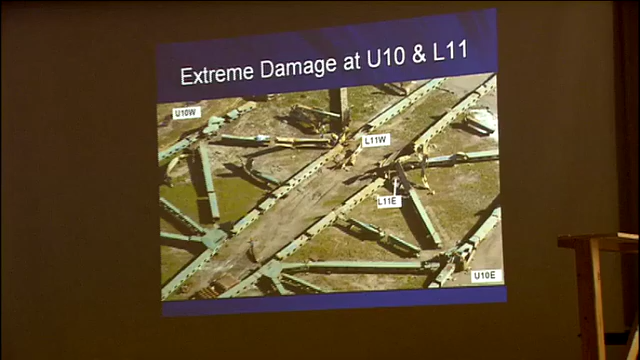 Extreme Damage at U10 & L11
U10W
L11W
L11E
U10E